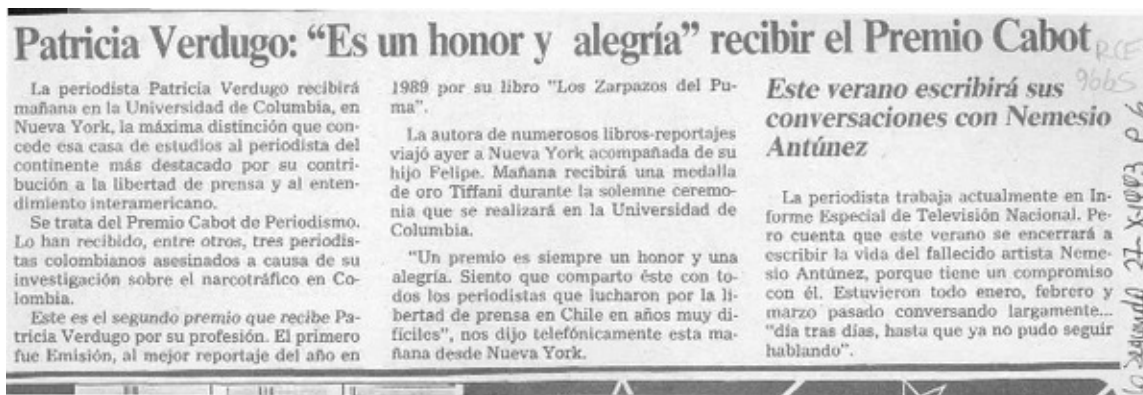 Patricia Verdugo: “Es un honor y alegría” recibir el Premio Cabot
RCE
9665
La periodista Patricia Verdugo recibirá
mañana en la Universidad de Columbia, en
Nueva York, la máxima distinción que con-
cede esa casa de estudios al periodista del
continente más destacado por su contri-
bución a la libertad de prensa y al enten-
dimiento interamericano.
Se trata del Premio Cabot de Periodismo.
Lo han recibido, entre otros, tres periodis-
tas colombianos asesinados a causa de su
investigación sobre el narcotráfico en Co-
lombia.
Este es el segundo premio que recibe Pa-
tricia Verdugo por su profesión. El primero
fue Emisión, al mejor reportaje del año en
1989 por su libro "Los Zarpazos del Pu-
ma".
La autora de numerosos libros-reportajes
viajó ayer a Nueva York acompañada de su
hijo Felipe. Mañana recibirá una medalla
de oro Tiffani durante la solemne ceremo-
nia que se realizará en la Universidad de
Columbia.
"Un premio es siempre un honor y una
alegría. Siento que comparto éste con to-
dos los periodistas que lucharon por la li-
bertad de prensa en Chile en años muy di-
fíciles", nos dijo telefónicamente esta ma-
ñana desde Nueva York.
Este verano escribirá sus
conversaciones con Nemesio
Antúnez
La periodista trabaja actualmente en In-
forme Especial de Televisión Nacional. Pe-
ro cuenta que este verano se encerrará a
escribir la vida del fallecido artista Neme-
sio Antúnez, porque tiene un compromiso
con él. Estuvieron todo enero, febrero y
marzo pasado conversando largamente...
"día tras días, hasta que ya no pudo seguir
hablando".
27-X-1993 p 6